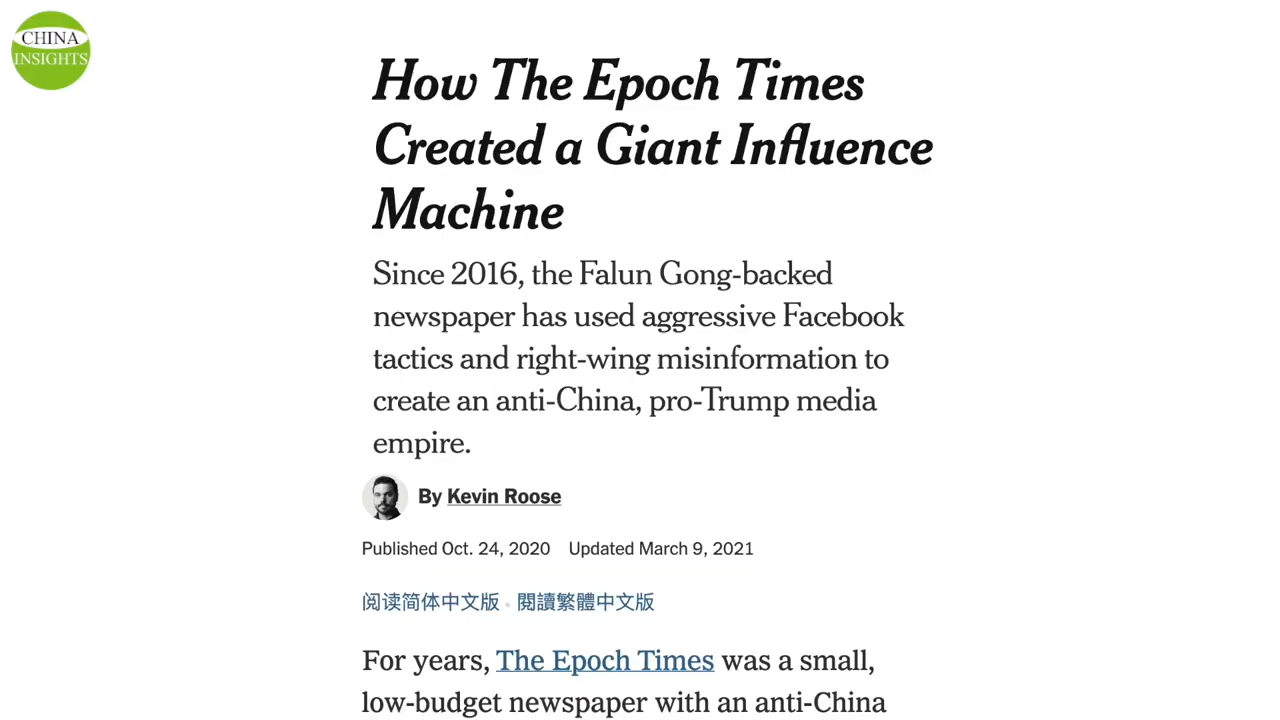 CHINA
INSIGHTS
How The Epoch Times
Created a Giant Influence
Machine
Since 2016, the Falun Gong-backed
newspaper has used aggressive Facebook
tactics and right-wing misinformation to
create an anti-China, pro-Trump media
empire.
By Kevin Roose
Published Oct. 24, 2020 Updated March 9, 2021
阅读简体中文版 • 閱讀繁體中文版
For years, The Epoch Times was a small,
low-budget newspaper with an anti-China